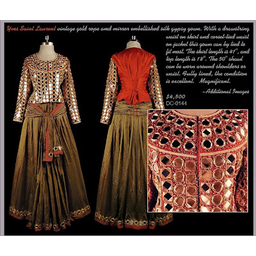 Yves Saint Laurent vintage gold rope and mirror embellished silk gypsy gown. With a drawstring
waist on skirt and corset-tied waist
on jacket this gown can be tied to
fit most. The skirt length is 41", and
top length is 18". The 50" shawl
can be worn around shoulders or
waist. Fully lined, the condition
is excellent. Magnificent.
~Additional Images
$4,500
DC-0144